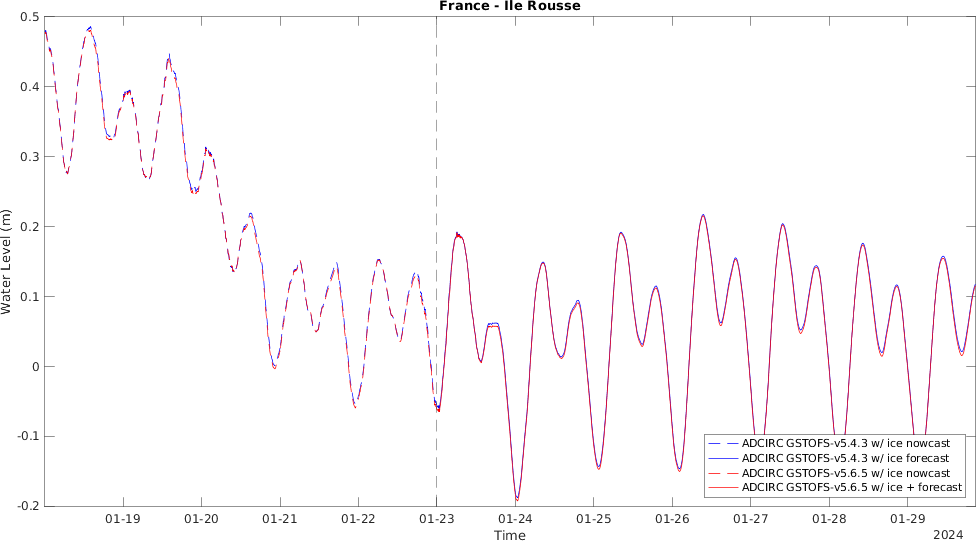 France - Ile Rousse
Water Level (m)
0.5
0.4
0.3
0.2
0.1
0
-0.1
-0.2
ADCIRC GSTOFS-v5.4.3 w/ ice nowcast
ADCIRC GSTOFS-v5.4.3 w/ ice forecast
ADCIRC GSTOFS-v5.6.5 w/ ice nowcast
ADCIRC GSTOFS-v5.6.5 w/ ice + forecast
01-19 01-20 01-21 01-22 01-23 01-24 01-25 01-26 01-27 01-28 01-29
Time
2024